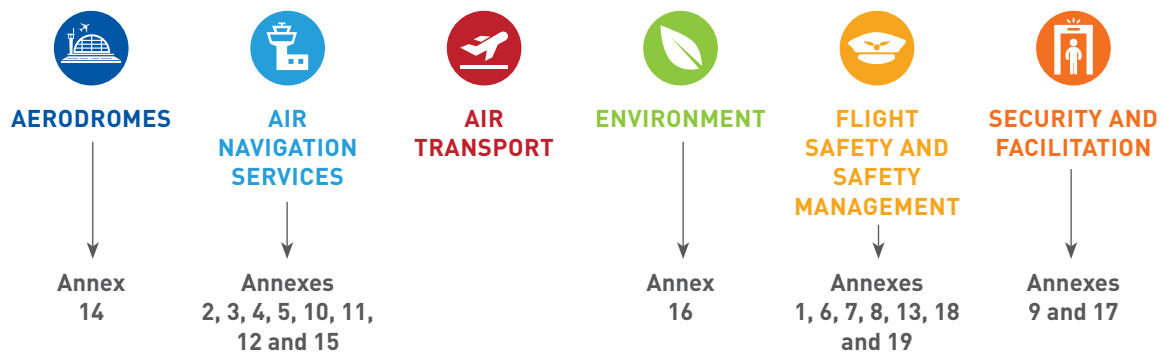 AERODROMES
Annex
14
AIR
NAVIGATION
SERVICES
Annexes
2, 3, 4, 5, 10, 11,
12 and 15
AIR
TRANSPORT
ENVIRONMENT
Annex
16
FLIGHT
SAFETY AND
SAFETY
MANAGEMENT
Annexes
1, 6, 7, 8, 13, 18
and 19
SECURITY AND
FACILITATION
Annexes
9 and 17